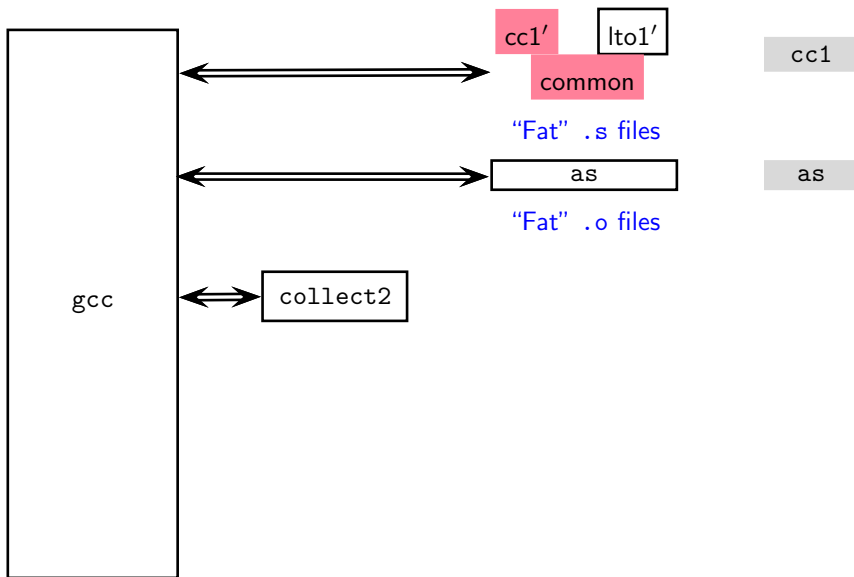 cc1′ lto1′
cc1
common
“Fat” .s files
as as
“Fat” .o files
gcc collect2